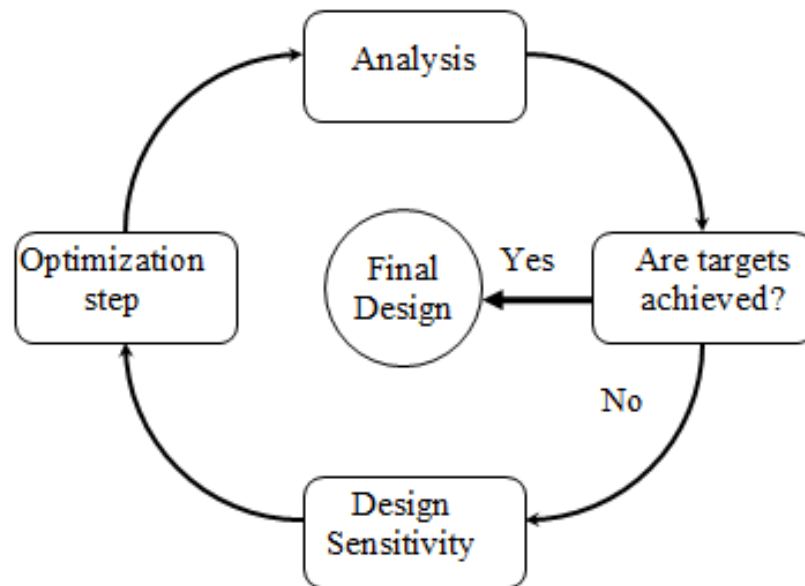 Analysis
Optimization
step
Final
Design
Yes
Are targets
achieved?
No
Design
Sensitivity